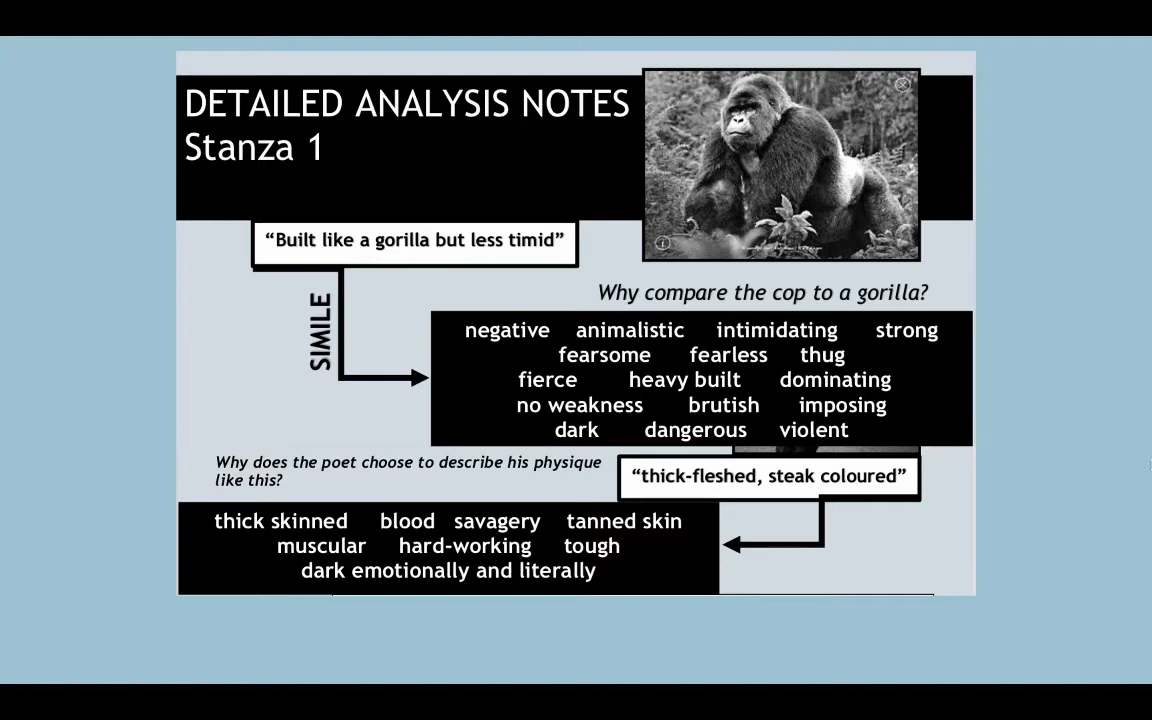 DETAILED ANALYSIS NOTES
Stanza 1
“Built like a gorilla but less timid”
SIMILE
Why compare the cop to a gorilla?
negative animalistic intimidating strong
fearsome fearless thug
fierce heavy built dominating
no weakness brutish imposing
dark dangerous violent
Why does the poet choose to describe his physique
like this?
“thick-fleshed, steak coloured”
thick skinned blood savagery tanned skin
muscular hard-working tough
dark emotionally and literally